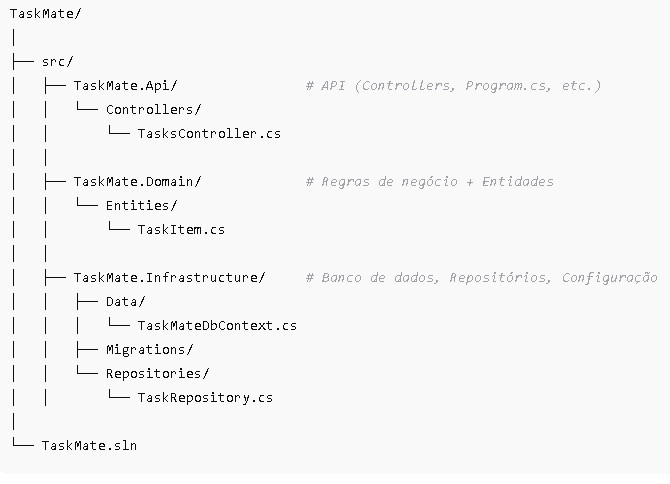 TaskMate/
│
├── src/
│   ├── TaskMate.Api/                # API (Controllers, Program.cs, etc.)
│   │   └── Controllers/
│   │       └── TasksController.cs
│   │
│   ├── TaskMate.Domain/             # Regras de negócio + Entidades
│   │   └── Entities/
│   │       └── TaskItem.cs
│   │
│   ├── TaskMate.Infrastructure/     # Banco de dados, Repositórios, Configuração
│   │   ├── Data/
│   │   │   └── TaskMateDbContext.cs
│   │   ├── Migrations/
│   │   └── Repositories/
│   │       └── TaskRepository.cs
│
└── TaskMate.sln